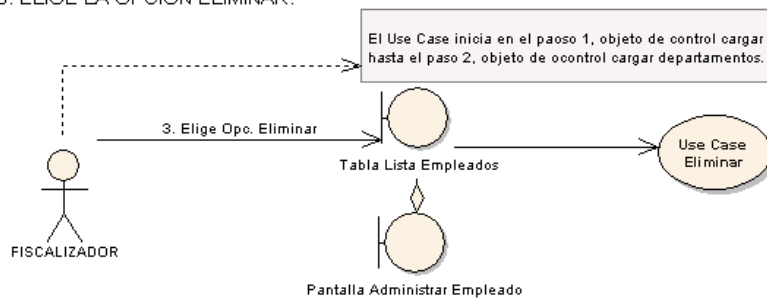 3. ELIGE LA OPCION ELIMINAR.
El Use Case inicia en el paoso 1, objeto de control cargar
hasta el paso 2, objeto de ocontrol cargar departamentos.
3. Elige Opc. Eliminar
Use Case
Eliminar
Tabla Lista Empleados
FISCALIZADOR
Pantalla Administrar Empleado